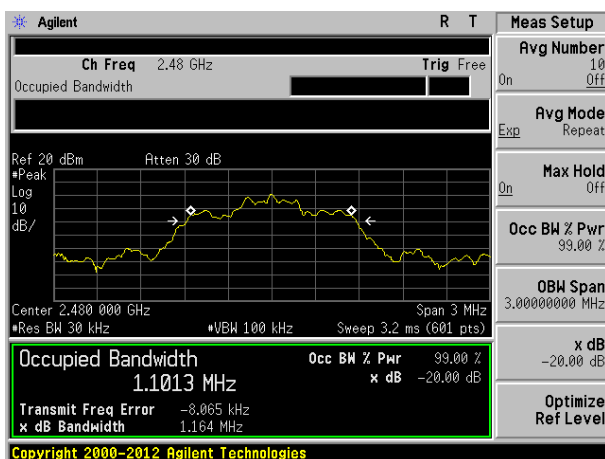 Agilent R T
Ch Freq 2.48 GHz Trig Free
Occupied Bandwidth
Ref 20 dBm Atten 30 dB
#Peak
Log
10
dB/
Center 2.480 000 GHz Span 3 MHz
#Res BW 30 kHz #VBW 100 kHz Sweep 3.2 ms (601 pts)
Occupied Bandwidth Occ BW % Pwr 99.00 %
1.1013 MHz x dB -20.00 dB
Transmit Freq Error -8.065 kHz
x dB Bandwidth 1.164 MHz
Copyright 2000-2012 Agilent Technologies
Meas Setup
Avg Number
10
On Off
Avg Mode
Exp Repeat
Max Hold
On Off
Occ BW % Pwr
99.00 %
OBW Span
3.00000000 MHz
x dB
-20.00 dB
Optimize
Ref Level